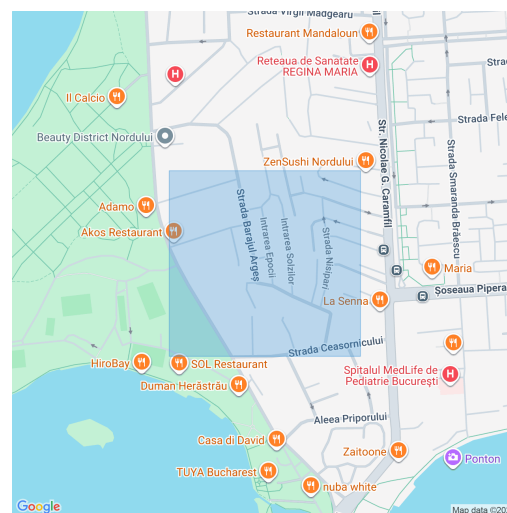 Strada Virgil Madgearu
Restaurant Mandaloun
Reteaua de Sanatate
REGINA MARIA
Il Calcio
Str. Nicolae G. Caramfil
Beauty District Nordului
ZenSushi Nordului
Strada Smaranda Brăescu
Adamo
Akos Restaurant
Strada Barajul Argeș
Intrarea Epocii
Intrarea Solzilor
Strada Nisipari
Maria
La Senna
Șoseaua Pipera
Strada Ceasornicului
HiroBay
SOL Restaurant
Duman Herăstrău
Spitalul MedLife de
Pediatrie București
Aleea Priporului
Casa di David
Zaitoone
TUYA Bucharest
Ponton
nuba white
Google
Map data